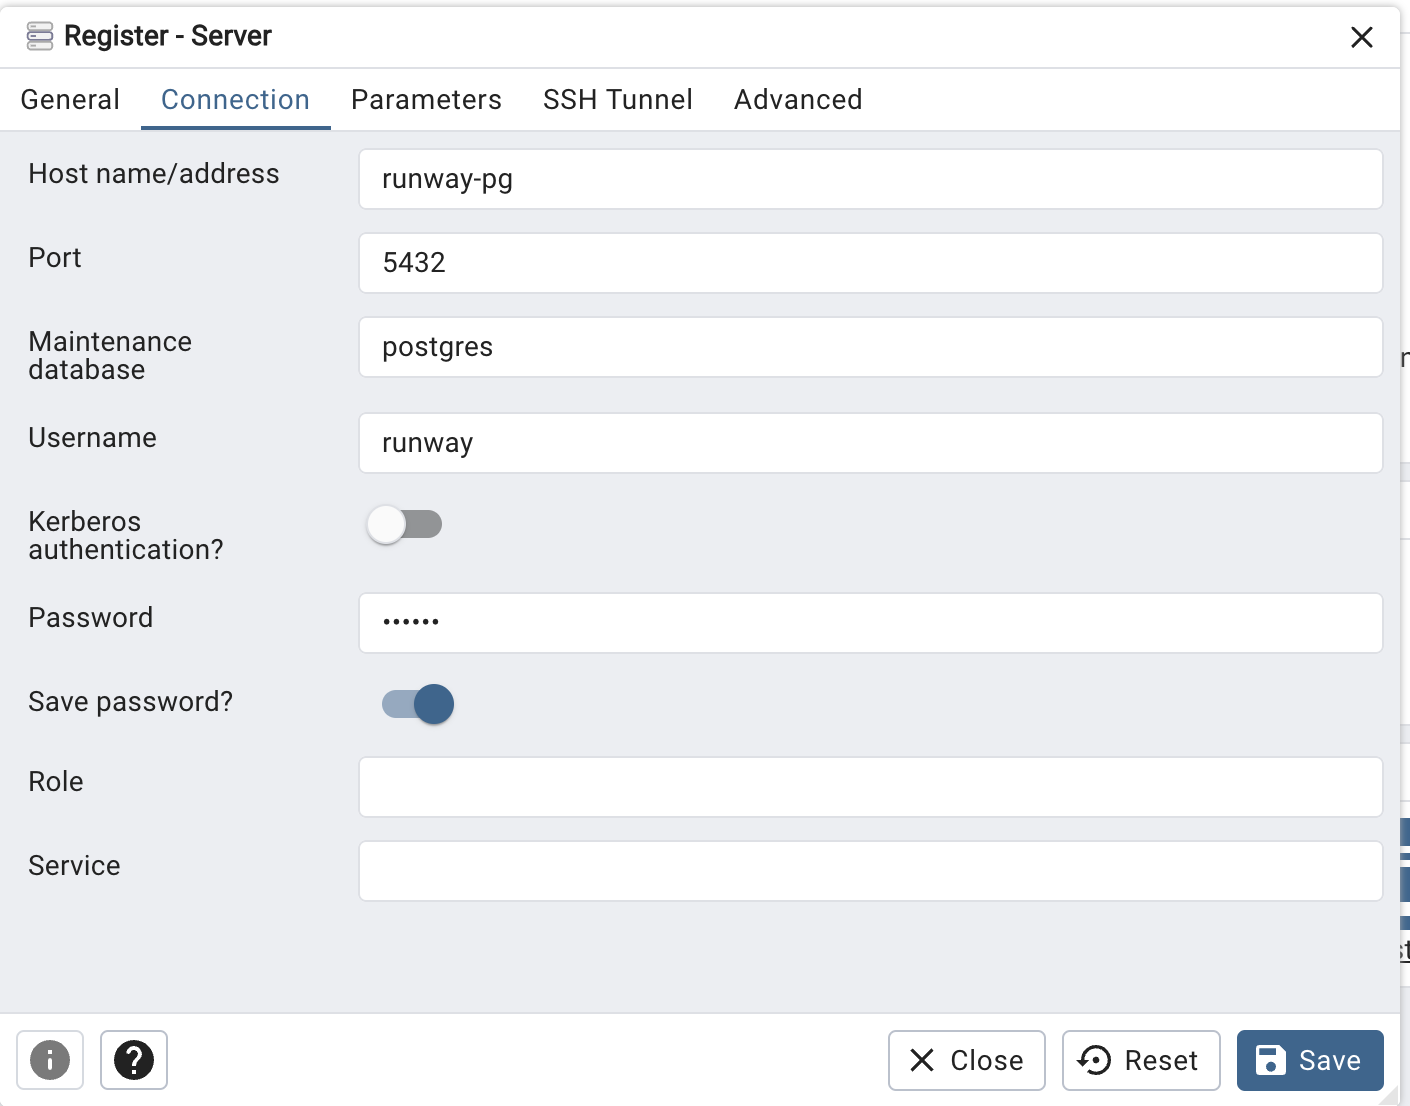 Register - Server
General Connection Parameters SSH Tunnel Advanced
Host name/address
runway-pg
Port
5432
Maintenance
database
postgres
Username
runway
Kerberos
authentication?
Password
••••••
Save password?
Role
Service
Close Reset Save